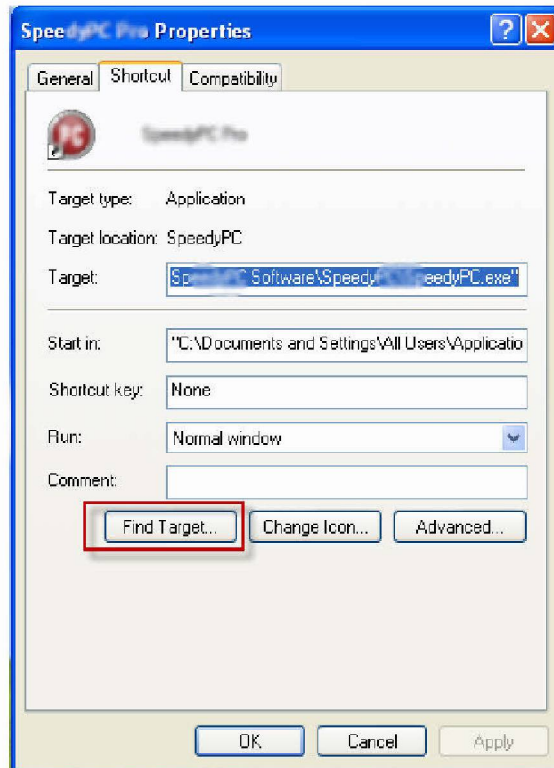 SpeedyPC Pro Properties
General Shortcut Compatibility
SpeedyPC Pro
Target type: Application
Target location: SpeedyPC
Target: Software\Speedy eedyPC.exe"
Start in: "C:\Documents and Settings\All Users\Applicatio
Shortcut key: None
Run: Normal window
Comment:
Find Target... Change Icon... Advanced...
OK Cancel Apply